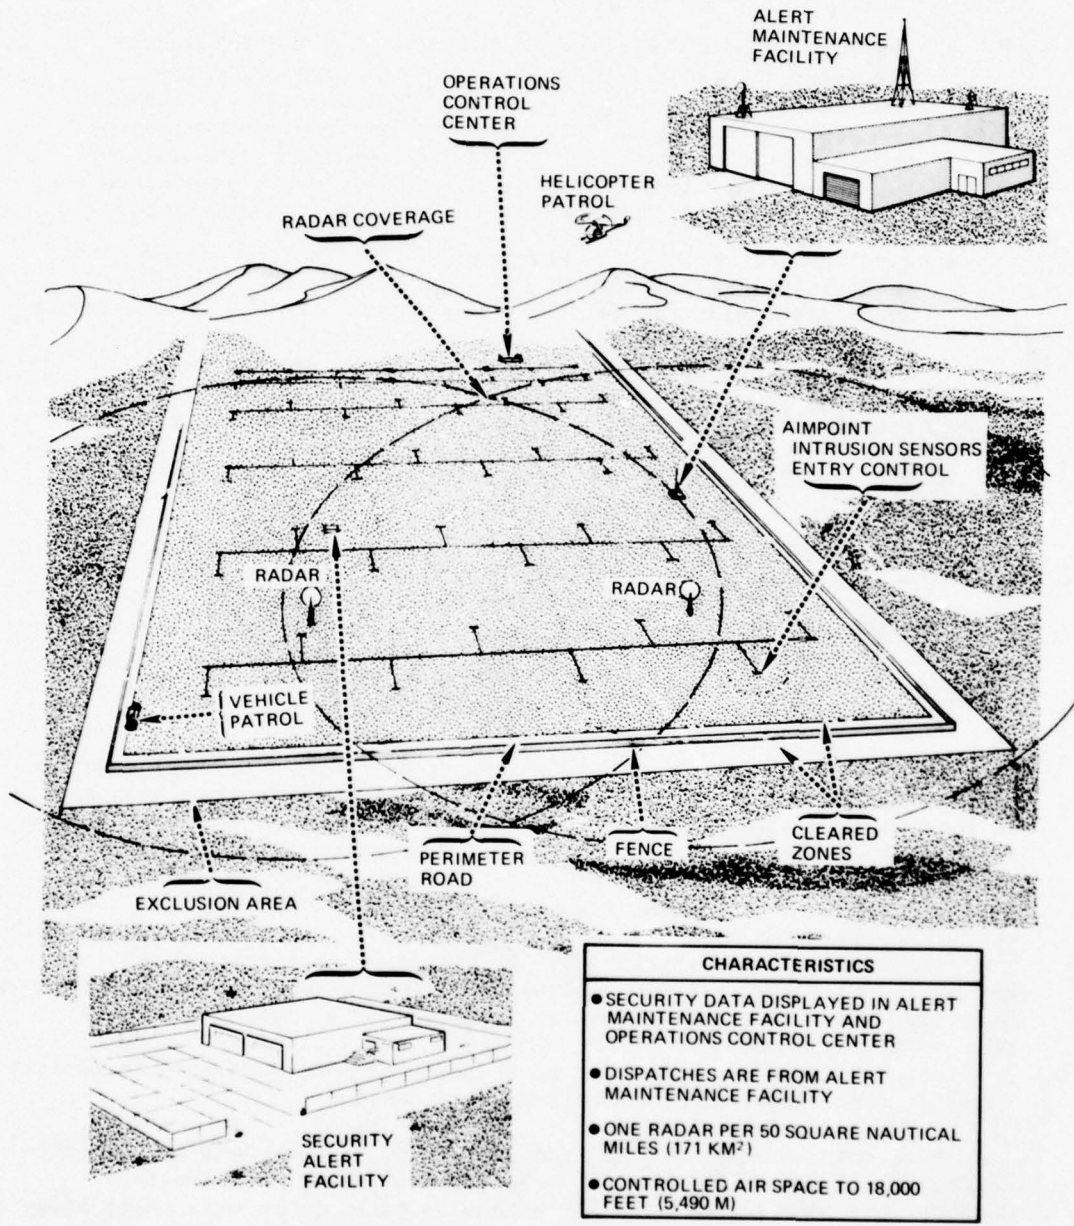 ALERT
MAINTENANCE
FACILITY
OPERATIONS
CONTROL
CENTER
HELICOPTER
PATROL
RADAR COVERAGE
AIMPOINT
INTRUSION SENSORS
ENTRY CONTROL
RADAR
RADAR
VEHICLE
PATROL
PERIMETER
ROAD
FENCE
CLEARED
ZONES
EXCLUSION AREA
SECURITY
ALERT
FACILITY
CHARACTERISTICS
● SECURITY DATA DISPLAYED IN ALERT
MAINTENANCE FACILITY AND
OPERATIONS CONTROL CENTER
● DISPATCHES ARE FROM ALERT
MAINTENANCE FACILITY
● ONE RADAR PER 50 SQUARE NAUTICAL
MILES (171 KM²)
● CONTROLLED AIR SPACE TO 18,000
FEET (5,490 M)